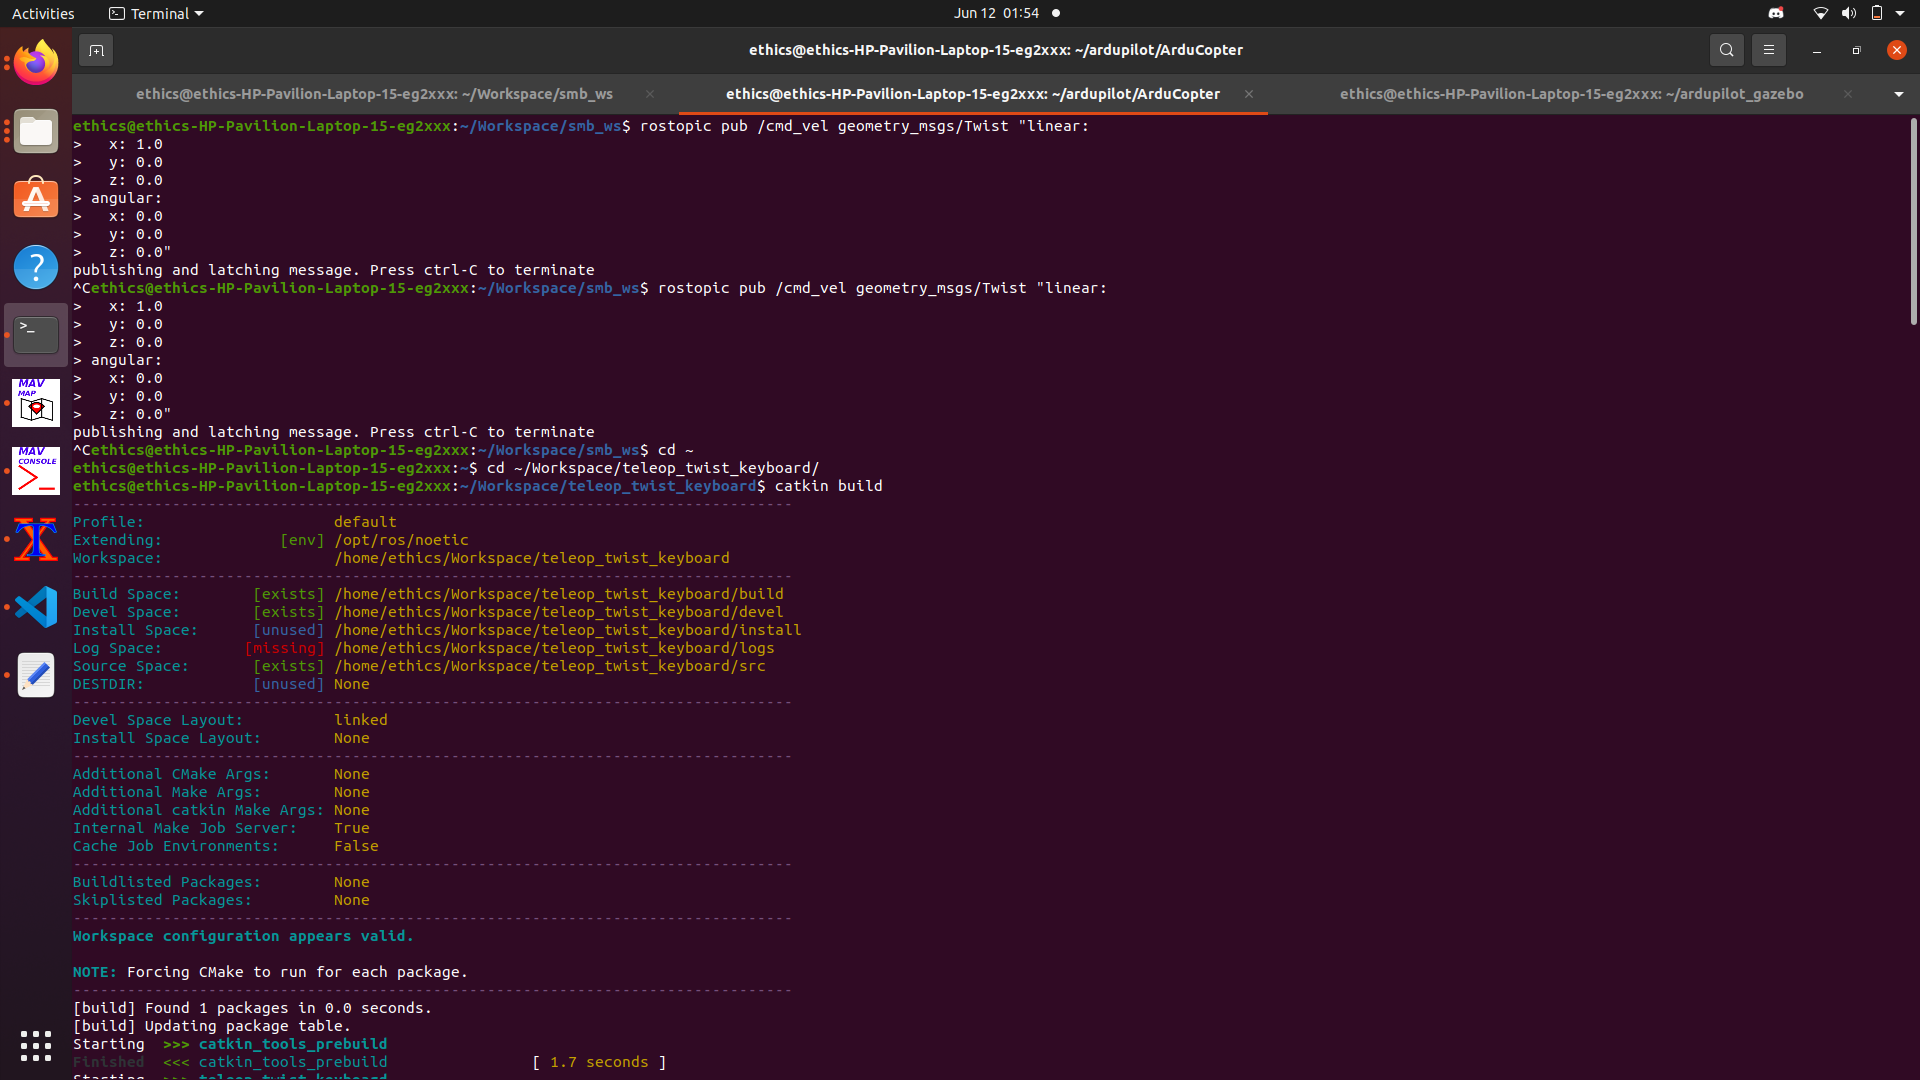 Activities
Terminal
Jun 12 01:54
ethics@ethics-HP-Pavilion-Laptop-15-eg2xxx: ~/ardupilot/ArduCopter
ethics@ethics-HP-Pavilion-Laptop-15-eg2xxx: ~/Workspace/smb_ws
ethics@ethics-HP-Pavilion-Laptop-15-eg2xxx: ~/ardupilot/ArduCopter
ethics@ethics-HP-Pavilion-Laptop-15-eg2xxx: ~/ardupilot_gazebo
MAV
MAP
MAV
CONSOLE
ethics@ethics-HP-Pavilion-Laptop-15-eg2xxx:~/Workspace/smb_ws$ rostopic pub /cmd_vel geometry_msgs/Twist "linear:
>   x: 1.0
>   y: 0.0
>   z: 0.0
> angular:
>   x: 0.0
>   y: 0.0
>   z: 0.0"
publishing and latching message. Press ctrl-C to terminate
^Cethics@ethics-HP-Pavilion-Laptop-15-eg2xxx:~/Workspace/smb_ws$ rostopic pub /cmd_vel geometry_msgs/Twist "linear:
>   x: 1.0
>   y: 0.0
>   z: 0.0
> angular:
>   x: 0.0
>   y: 0.0
>   z: 0.0"
publishing and latching message. Press ctrl-C to terminate
^Cethics@ethics-HP-Pavilion-Laptop-15-eg2xxx:~/Workspace/smb_ws$ cd ~
ethics@ethics-HP-Pavilion-Laptop-15-eg2xxx:~$ cd ~/Workspace/teleop_twist_keyboard/
ethics@ethics-HP-Pavilion-Laptop-15-eg2xxx:~/Workspace/teleop_twist_keyboard$ catkin build
--------------------------------------------------------------------------------
Profile:                     default
Extending:             [env] /opt/ros/noetic
Workspace:                   /home/ethics/Workspace/teleop_twist_keyboard
--------------------------------------------------------------------------------
Build Space:        [exists] /home/ethics/Workspace/teleop_twist_keyboard/build
Devel Space:        [exists] /home/ethics/Workspace/teleop_twist_keyboard/devel
Install Space:      [unused] /home/ethics/Workspace/teleop_twist_keyboard/install
Log Space:         [missing] /home/ethics/Workspace/teleop_twist_keyboard/logs
Source Space:       [exists] /home/ethics/Workspace/teleop_twist_keyboard/src
DESTDIR:            [unused] None
--------------------------------------------------------------------------------
Devel Space Layout:          linked
Install Space Layout:        None
--------------------------------------------------------------------------------
Additional CMake Args:       None
Additional Make Args:        None
Additional catkin Make Args: None
Internal Make Job Server:    True
Cache Job Environments:      False
--------------------------------------------------------------------------------
Buildlisted Packages:        None
Skiplisted Packages:         None
--------------------------------------------------------------------------------
Workspace configuration appears valid.
NOTE: Forcing CMake to run for each package.
--------------------------------------------------------------------------------
[build] Found 1 packages in 0.0 seconds.
[build] Updating package table.
Starting  >>> catkin_tools_prebuild
Finished  <<< catkin_tools_prebuild                [ 1.7 seconds ]
Starting  >>> teleop_twist_keyboard